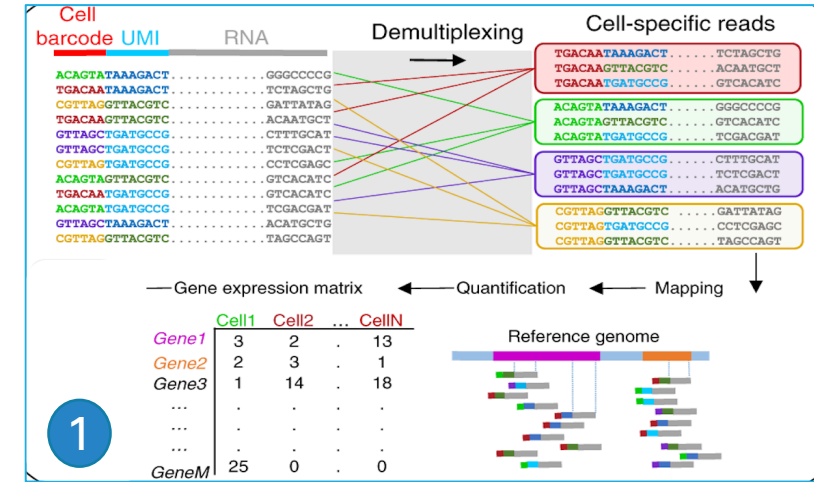 Cell
barcode UMI RNA
Demultiplexing
Cell-specific reads
ACAGTATAAAGACT............GGGCCCCG
TGACAATAAAGACT............TCTAGCTG
CGTTAGGTTACGTC............GATTATAG
TGACAAGTTACGTC............ACAATGCT
GTTAGCTGATGCCG............CTTTGCAT
GTTAGCTGATGCCG............TCTCGACT
CGTTAGTGATGCCG............CCTCGAGC
ACAGTAGTTACGTC............GTCACATC
TGACAATGATGCCG............GTCACATC
ACAGTATGATGCCG............TCGACGAT
GTTAGCTAAAGACT............ACATGCTG
CGTTAGGTTACGTC............TAGCCAGT
TGACAATAAAGACT......TCTAGCTG
TGACAAGTTACGTC......ACAATGCT
TGACAATGATGCCG......GTCACATC
ACAGTATAAAGACT......GGGCCCCG
ACAGTAGTTACGTC......GTCACATC
ACAGTATGATGCCG......TCGACGAT
GTTAGCTGATGCCG......CTTTGCAT
GTTAGCTGATGCCG......TCTCGACT
GTTAGCTAAAGACT......ACATGCTG
CGTTAGGTTACGTC......GATTATAG
CGTTAGTGATGCCG......CCTCGAGC
CGTTAGGTTACGTC......TAGCCAGT
Gene expression matrix Quantification Mapping
Cell1 Cell2 ... CellN
Gene1 3 2 . 13
Gene2 2 3 . 1
Gene3 1 14 . 18
... . . . .
... . . . .
... . . . .
GeneM 25 0 . 0
Reference genome
1